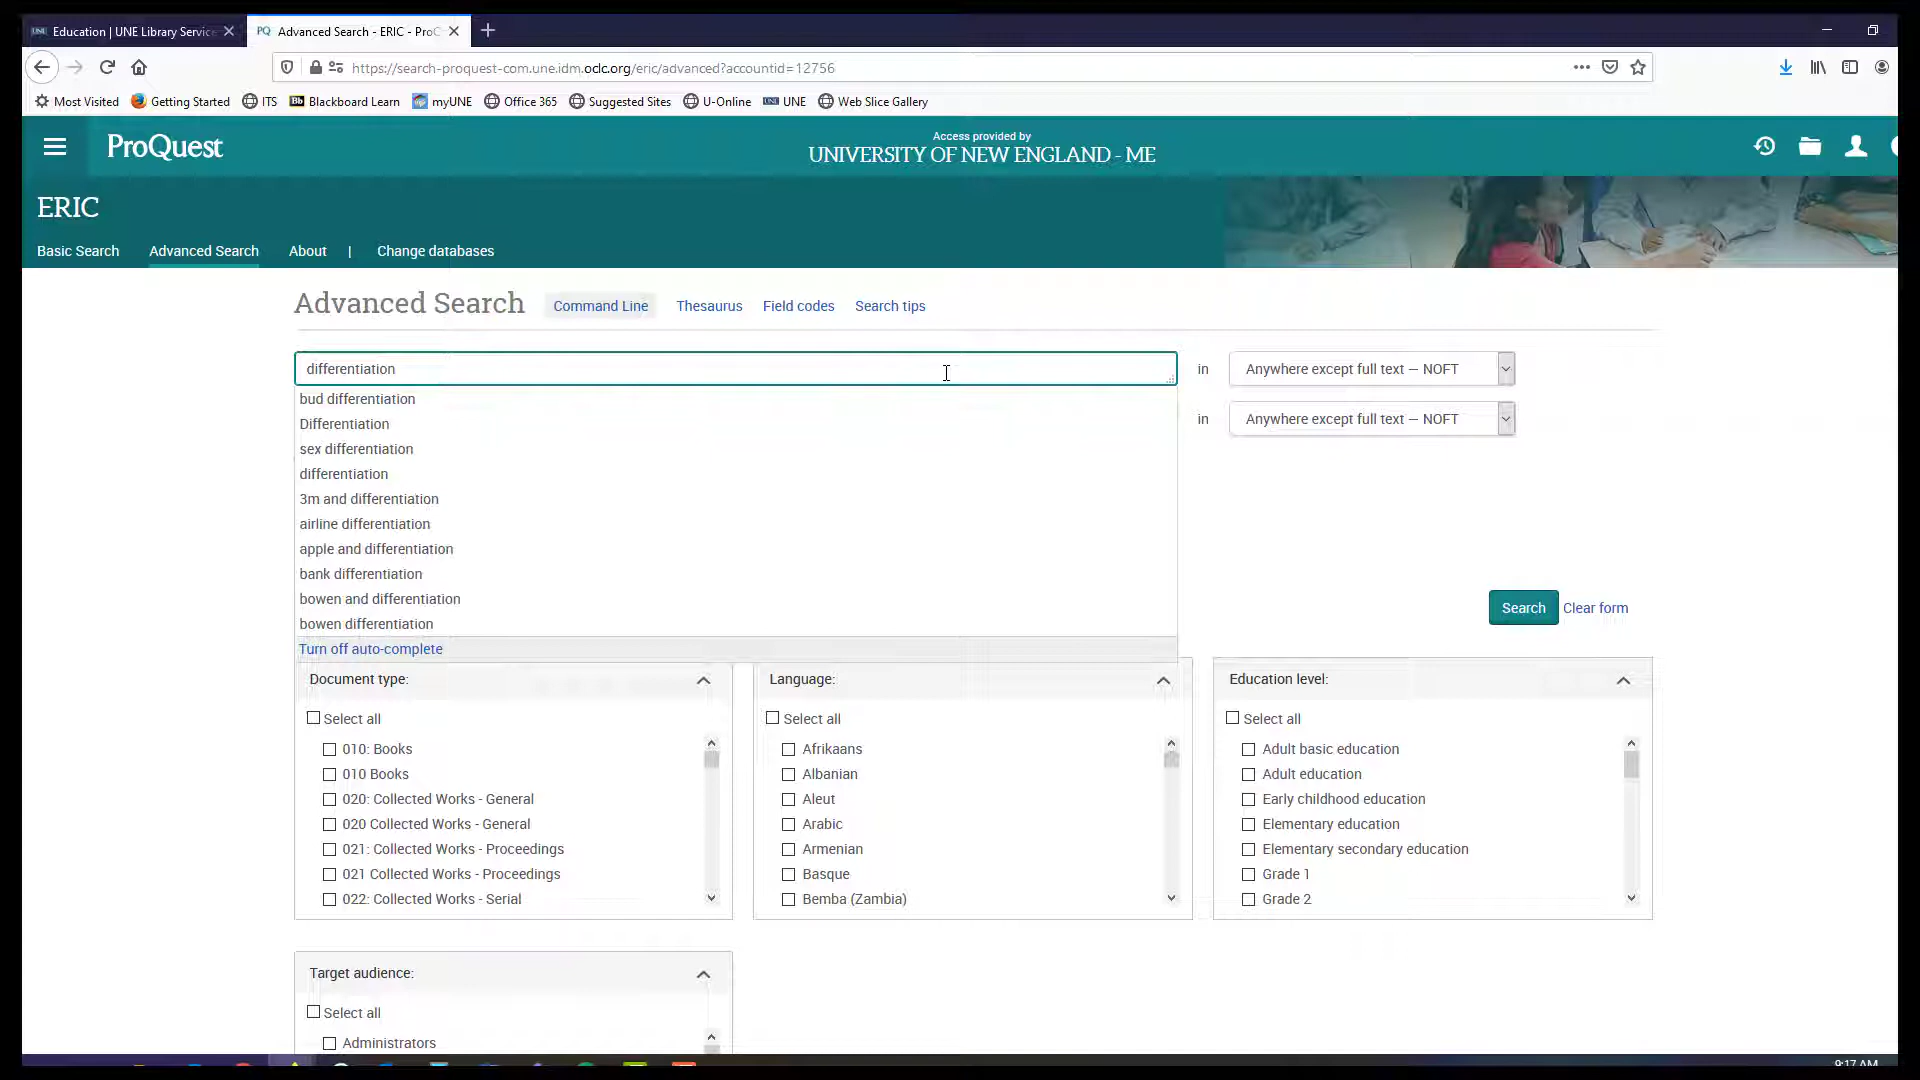 Education | UNE Library Service
Advanced Search - ERIC - ProC
https://search-proquest-com.une.idm.oclc.org/eric/advanced?accountid=12756
Most Visited Getting Started ITS Blackboard Learn myUNE Office 365 Suggested Sites U-Online UNE Web Slice Gallery
ProQuest
Access provided by
UNIVERSITY OF NEW ENGLAND - ME
ERIC
Basic Search Advanced Search About | Change databases
Advanced Search Command Line Thesaurus Field codes Search tips
differentiation in Anywhere except full text — NOFT
bud differentiation
in Anywhere except full text — NOFT
Differentiation
sex differentiation
differentiation
3m and differentiation
airline differentiation
apple and differentiation
bank differentiation
bowen and differentiation
bowen differentiation
Search Clear form
Turn off auto-complete
Document type:
Select all
010: Books
010 Books
020: Collected Works - General
020 Collected Works - General
021: Collected Works - Proceedings
021 Collected Works - Proceedings
022: Collected Works - Serial
Language:
Select all
Afrikaans
Albanian
Aleut
Arabic
Armenian
Basque
Bemba (Zambia)
Education level:
Select all
Adult basic education
Adult education
Early childhood education
Elementary education
Elementary secondary education
Grade 1
Grade 2
Target audience:
Select all
Administrators
9:17 AM